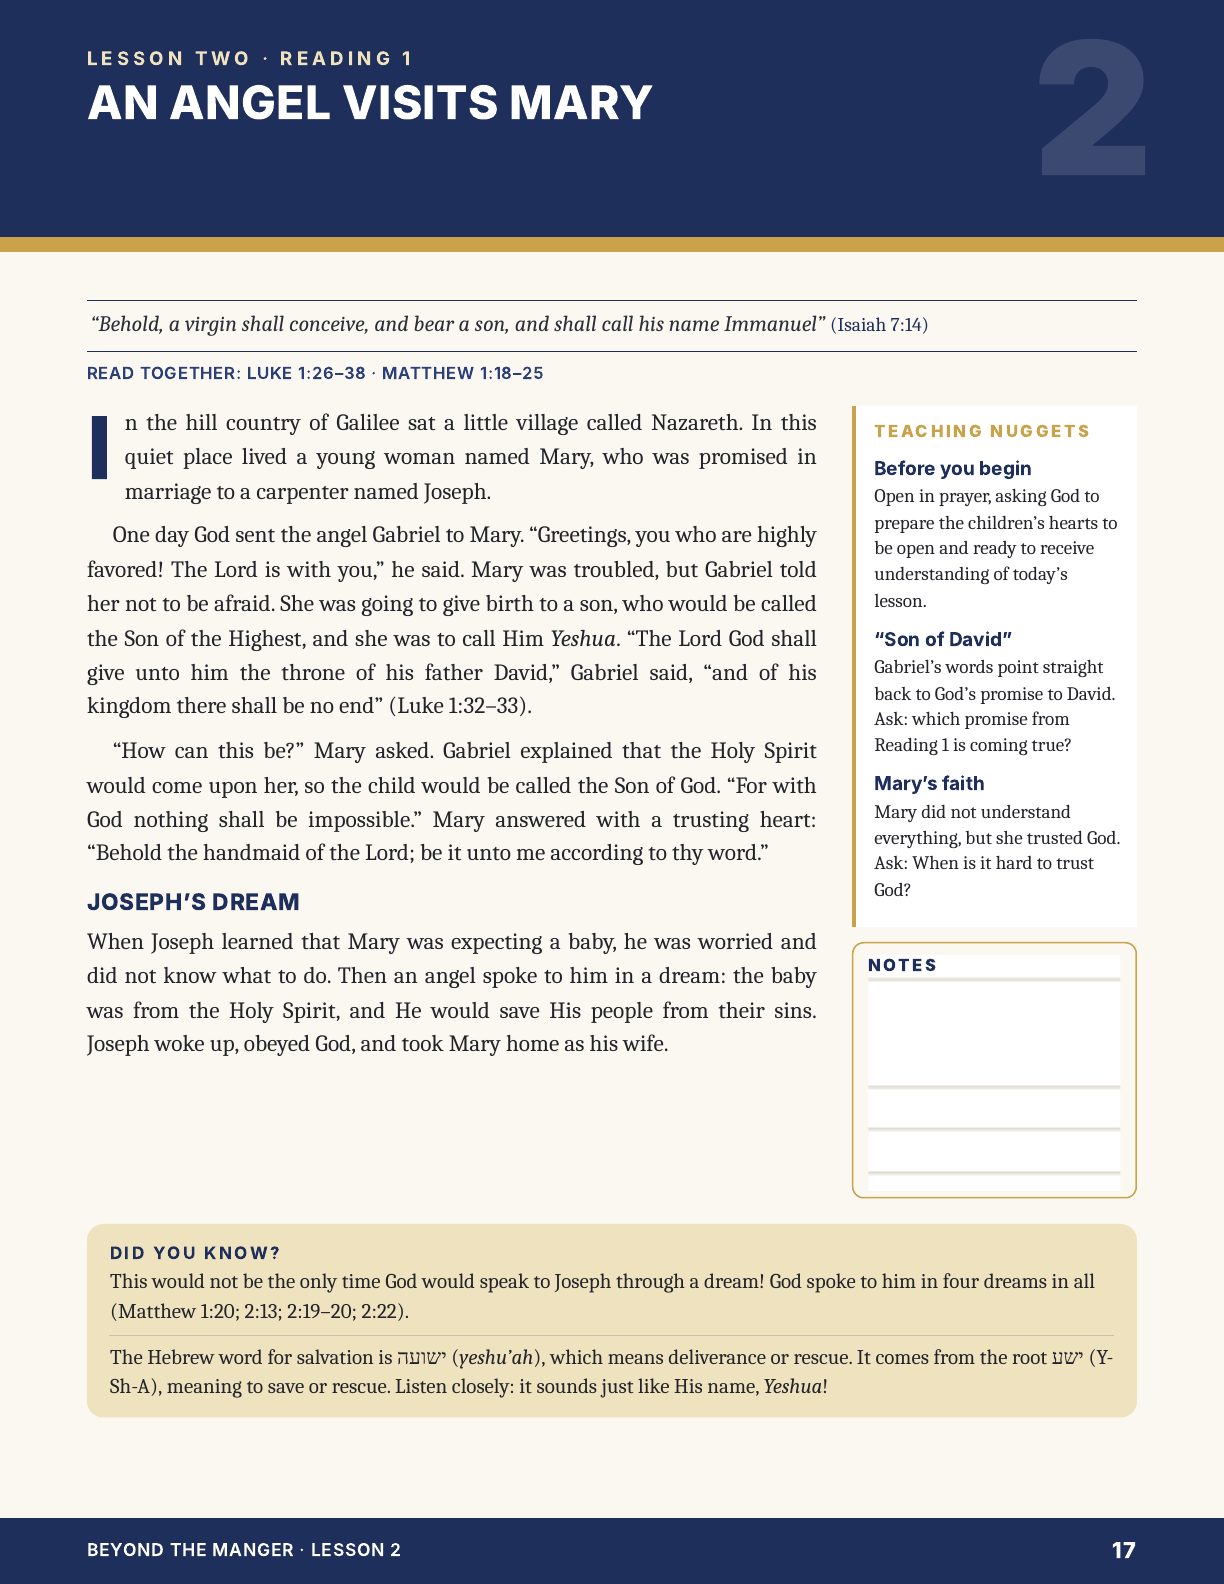 LESSON TWO · READING 1
AN ANGEL VISITS MARY
2
“Behold, a virgin shall conceive, and bear a son, and shall call his name Immanuel” (Isaiah 7:14)
READ TOGETHER: LUKE 1:26–38 · MATTHEW 1:18–25
In the hill country of Galilee sat a little village called Nazareth. In this
quiet place lived a young woman named Mary, who was promised in
marriage to a carpenter named Joseph.
One day God sent the angel Gabriel to Mary. “Greetings, you who are highly
favored! The Lord is with you,” he said. Mary was troubled, but Gabriel told
her not to be afraid. She was going to give birth to a son, who would be called
the Son of the Highest, and she was to call Him Yeshua. “The Lord God shall
give unto him the throne of his father David,” Gabriel said, “and of his
kingdom there shall be no end” (Luke 1:32–33).
“How can this be?” Mary asked. Gabriel explained that the Holy Spirit
would come upon her, so the child would be called the Son of God. “For with
God nothing shall be impossible.” Mary answered with a trusting heart:
“Behold the handmaid of the Lord; be it unto me according to thy word.”
JOSEPH’S DREAM
When Joseph learned that Mary was expecting a baby, he was worried and
did not know what to do. Then an angel spoke to him in a dream: the baby
was from the Holy Spirit, and He would save His people from their sins.
Joseph woke up, obeyed God, and took Mary home as his wife.
TEACHING NUGGETS
Before you begin
Open in prayer, asking God to
prepare the children’s hearts to
be open and ready to receive
understanding of today’s
lesson.
“Son of David”
Gabriel’s words point straight
back to God’s promise to David.
Ask: which promise from
Reading 1 is coming true?
Mary’s faith
Mary did not understand
everything, but she trusted God.
Ask: When is it hard to trust
God?
NOTES
DID YOU KNOW?
This would not be the only time God would speak to Joseph through a dream! God spoke to him in four dreams in all
(Matthew 1:20; 2:13; 2:19–20; 2:22).
The Hebrew word for salvation is ישועה (yeshu’ah), which means deliverance or rescue. It comes from the root ישע (Y-
Sh-A), meaning to save or rescue. Listen closely: it sounds just like His name, Yeshua!
BEYOND THE MANGER · LESSON 2
17